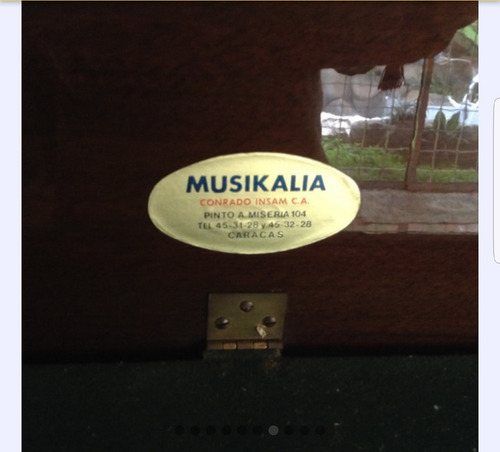 MUSIKALIA
CONRADO INSAM C.A.
PINTO A MISERIA 104
TEL 45-31-28 y 45-32-28
CARACAS